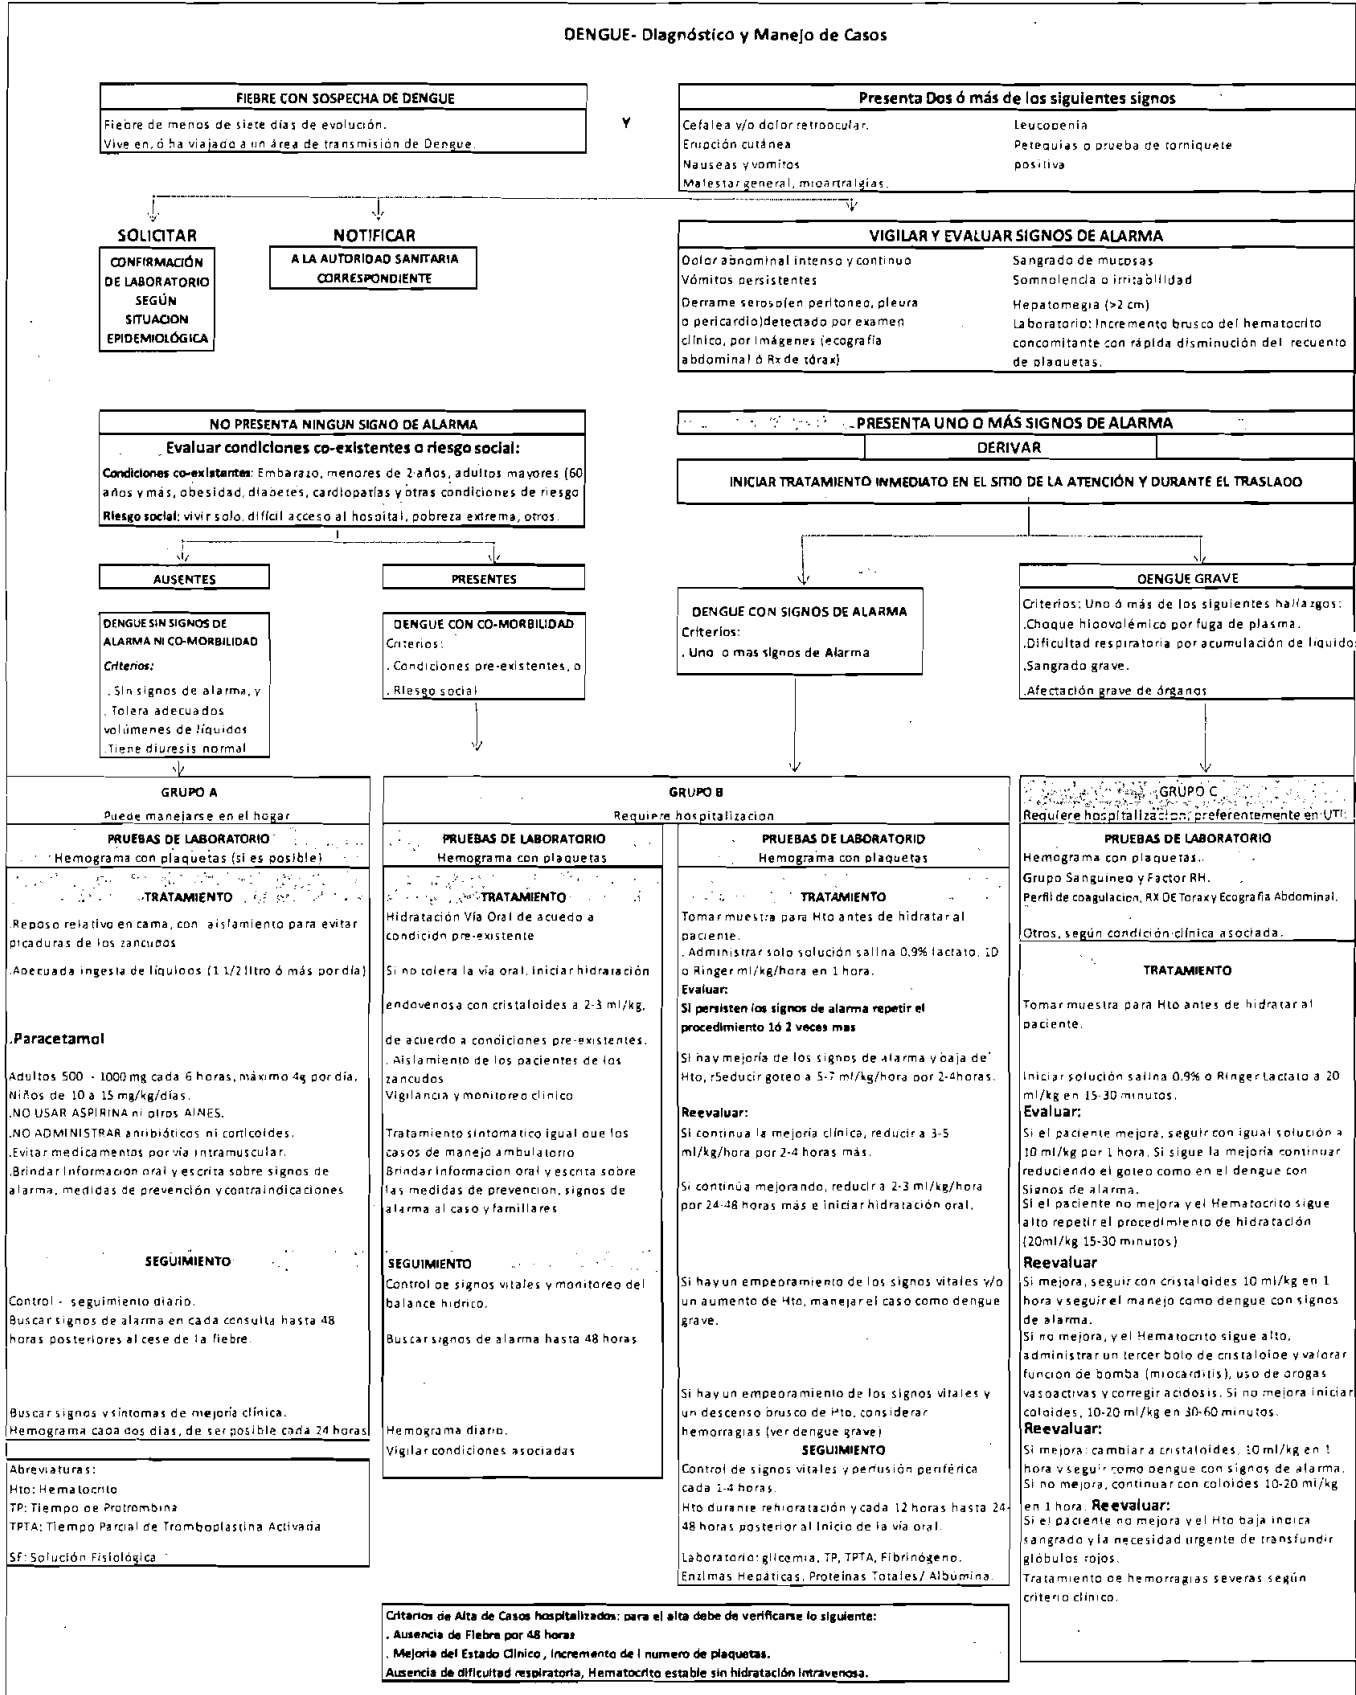 DENGUE- Diagnóstico y Manejo de Casos
FIEBRE CON SOSPECHA DE DENGUE
Fiebre de menos de siete días de evolución.
Vive en, ó ha viajado a un área de transmisión de Dengue.
Y
Presenta Dos ó más de los siguientes signos
Cefalea y/o dolor retroocular.
Erupción cutánea
Nauseas y vomitos
Malestar general, mioartralgias.
Leucopenia
Petequias o prueba de torniquete
positiva
SOLICITAR
CONFIRMACIÓN
DE LABORATORIO
SEGÚN
SITUACION
EPIDEMIOLÓGICA
NOTIFICAR
A LA AUTORIDAD SANITARIA
CORRESPONDIENTE
VIGILAR Y EVALUAR SIGNOS DE ALARMA
Dolor abnominal intenso y continuo
Vómitos persistentes
Derrame seroso(en peritoneo, pleura
o pericardio)detectado por examen
clínico, por imágenes (ecografía
abdominal ó Rx de tórax)
Sangrado de mucosas
Somnolencia o irritabilidad
Hepatomegia (>2 cm)
Laboratorio: Incremento brusco del hematocrito
concomitante con rápida disminución del recuento
de plaquetas.
NO PRESENTA NINGUN SIGNO DE ALARMA
Evaluar condiciones co-existentes o riesgo social:
Condiciones co-existentes: Embarazo, menores de 2 años, adultos mayores (60
años y más, obesidad, diabetes, cardiopatías y otras condiciones de riesgo
Riesgo social: vivir solo, difícil acceso al hospital, pobreza extrema, otros.
PRESENTA UNO O MÁS SIGNOS DE ALARMA
DERIVAR
INICIAR TRATAMIENTO INMEDIATO EN EL SITIO DE LA ATENCIÓN Y DURANTE EL TRASLADO
AUSENTES
PRESENTES
DENGUE SIN SIGNOS DE
ALARMA NI CO-MORBILIDAD
Criterios:
. Sin signos de alarma, y
. Tolera adecuados
volúmenes de líquidos
.Tiene diuresis normal
DENGUE CON CO-MORBILIDAD
Criterios:
. Condiciones pre-existentes, o
. Riesgo social
DENGUE CON SIGNOS DE ALARMA
Criterios:
. Uno o mas signos de Alarma
DENGUE GRAVE
Criterios: Uno ó más de los siguientes hallazgos:
.Choque hipovolémico por fuga de plasma.
.Dificultad respiratoria por acumulación de líquido
.Sangrado grave.
.Afectación grave de órganos
GRUPO A
Puede manejarse en el hogar
PRUEBAS DE LABORATORIO
Hemograma con plaquetas (si es posible)
TRATAMIENTO
.Reposo relativo en cama, con aislamiento para evitar
picaduras de los zancudos
.Adecuada ingesta de líquidos (1 1/2 litro ó más por día)
.Paracetamol
Adultos 500 - 1000 mg cada 6 horas, máximo 4g por día.
Niños de 10 a 15 mg/kg/días.
.NO USAR ASPIRINA ni otros AINES.
.NO ADMINISTRAR antibióticos ni corticoides.
.Evitar medicamentos por vía intramuscular.
.Brindar Informacion oral y escrita sobre signos de
alarma, medidas de prevención y contraindicaciones
SEGUIMIENTO
Control - seguimiento diario.
Buscar signos de alarma en cada consulta hasta 48
horas posteriores al cese de la fiebre.
Buscar signos y síntomas de mejoría clínica.
Hemograma cada dos días, de ser posible cada 24 horas
Abreviaturas:
Hto: Hematocrito
TP: Tiempo de Protrombina
TPTA: Tiempo Parcial de Tromboplastina Activada
SF: Solución Fisiológica
GRUPO B
Requiere hospitalizacion
PRUEBAS DE LABORATORIO
Hemograma con plaquetas
TRATAMIENTO
Hidratación Vía Oral de acuedo a
condición pre-existente
Si no tolera la vía oral, iniciar hidratación
endovenosa con cristaloides a 2-3 ml/kg,
de acuerdo a condiciones pre-existentes.
. Aislamiento de los pacientes de los
zancudos
Vigilancia y monitoreo clínico
Tratamiento sintomatico igual que los
casos de manejo ambulatorio
Brindar Informacion oral y escrita sobre
las medidas de prevencion, signos de
alarma al caso y familiares
SEGUIMIENTO
Control de signos vitales y monitoreo del
balance hídrico.
Buscar signos de alarma hasta 48 horas
Hemograma diario.
Vigilar condiciones asociadas
PRUEBAS DE LABORATORIO
Hemograma con plaquetas
TRATAMIENTO
Tomar muestra para Hto antes de hidratar al
paciente.
. Administrar solo solución salina 0.9% lactato, 10
o Ringer ml/kg/hora en 1 hora.
Evaluar:
Si persisten los signos de alarma repetir el
procedimiento 1ó 2 veces mas
Si hay mejoría de los signos de alarma y baja de
Hto, r5educir goteo a 5-7 ml/kg/hora por 2-4horas.
Reevaluar:
Si continua la mejoría clínica, reducir a 3-5
ml/kg/hora por 2-4 horas más.
Si continúa mejorando, reducir a 2-3 ml/kg/hora
por 24-48 horas más e iniciar hidratación oral.
Si hay un empeoramiento de los signos vitales y/o
un aumento de Hto, manejar el caso como dengue
grave.
Si hay un empeoramiento de los signos vitales y
un descenso brusco de Hto, considerar
hemorragias (ver dengue grave)
SEGUIMIENTO
Control de signos vitales y perfusión periférica
cada 1-4 horas.
Hto durante rehidratación y cada 12 horas hasta 24-
48 horas posterior al Inicio de la vía oral.
Laboratorio: glicemia, TP, TPTA, Fibrinógeno.
Enzimas Hepáticas, Proteínas Totales/ Albúmina.
GRUPO C
Requiere hospitalizacion, preferentemente en UTI:
PRUEBAS DE LABORATORIO
Hemograma con plaquetas.
Grupo Sanguineo y Factor RH.
Perfil de coagulacion, RX DE Torax y Ecografia Abdominal.
Otros, según condición clínica asociada.
TRATAMIENTO
Tomar muestra para Hto antes de hidratar al
paciente.
Iniciar solución salina 0.9% o Ringer Lactato a 20
ml/kg en 15-30 minutos.
Evaluar:
Si el paciente mejora, seguir con igual solución a
10 ml/kg por 1 hora. Si sigue la mejoría continuar
reduciendo el goteo como en el dengue con
Signos de alarma.
Si el paciente no mejora y el Hematocrito sigue
alto repetir el procedimiento de hidratación
(20ml/kg 15-30 minutos)
Reevaluar
Si mejora, seguir con cristaloides 10 ml/kg en 1
hora y seguir el manejo como dengue con signos
de alarma.
Si no mejora, y el Hematocrito sigue alto,
administrar un tercer bolo de cristaloide y valorar
funcion de bomba (miocarditis), uso de drogas
vasoactivas y corregir acidosis. Si no mejora iniciar
coloides, 10-20 ml/kg en 30-60 minutos.
Reevaluar:
Si mejora: cambiar a cristaloides, 10 ml/kg en 1
hora y seguir como dengue con signos de alarma.
Si no mejora, continuar con coloides 10-20 ml/kg
en 1 hora. Reevaluar:
Si el paciente no mejora y el Hto baja indica
sangrado y la necesidad urgente de transfundir
glóbulos rojos.
Tratamiento de hemorragias severas según
criterio clínico.
Criterios de Alta de Casos hospitalizados: para el alta debe de verificarse lo siguiente:
. Ausencia de Fiebre por 48 horas
. Mejoria del Estado Clinico, incremento de l numero de plaquetas.
Ausencia de dificultad respiratoria, Hematocrito estable sin hidratación intravenosa.